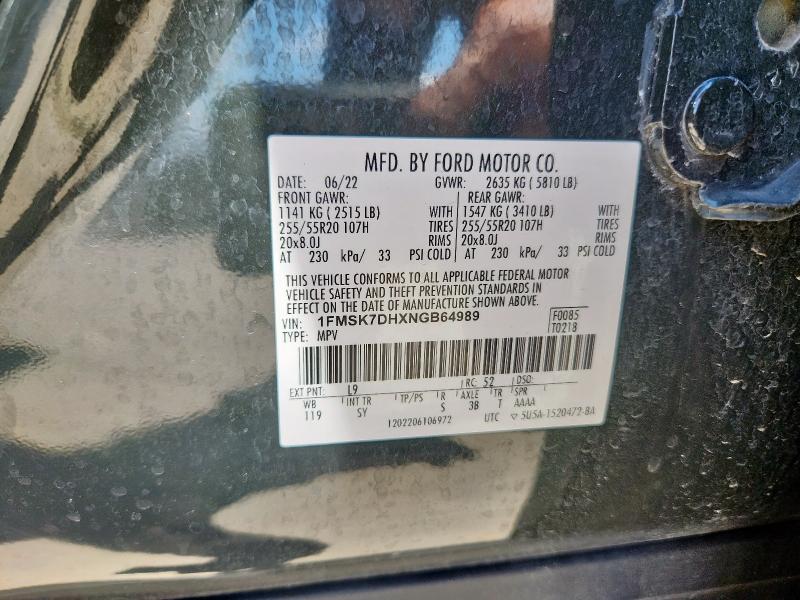 MFD. BY FORD MOTOR CO.
DATE: 06/22 GVWR: 2635 KG ( 5810 LB)
FRONT GAWR: REAR GAWR:
1141 KG ( 2515 LB) WITH 1547 KG ( 3410 LB) WITH
255/55R20 107H TIRES 255/55R20 107H TIRES
20x8.0J RIMS 20x8.0J RIMS
AT 230 kPa/ 33 PSI COLD AT 230 kPa/ 33 PSI COLD
THIS VEHICLE CONFORMS TO ALL APPLICABLE FEDERAL MOTOR
VEHICLE SAFETY AND THEFT PREVENTION STANDARDS IN
EFFECT ON THE DATE OF MANUFACTURE SHOWN ABOVE.
VIN: 1FMSK7DHXNGB64989 F0085
TYPE: MPV T0218
EXT PNT: L9 RC: 52 DSO:
WB INT TR TP/PS R AXLE TR SPR
119 SY S 3B T AAAA
1202206106972 UTC ▽ 5U5A-1520472-BA